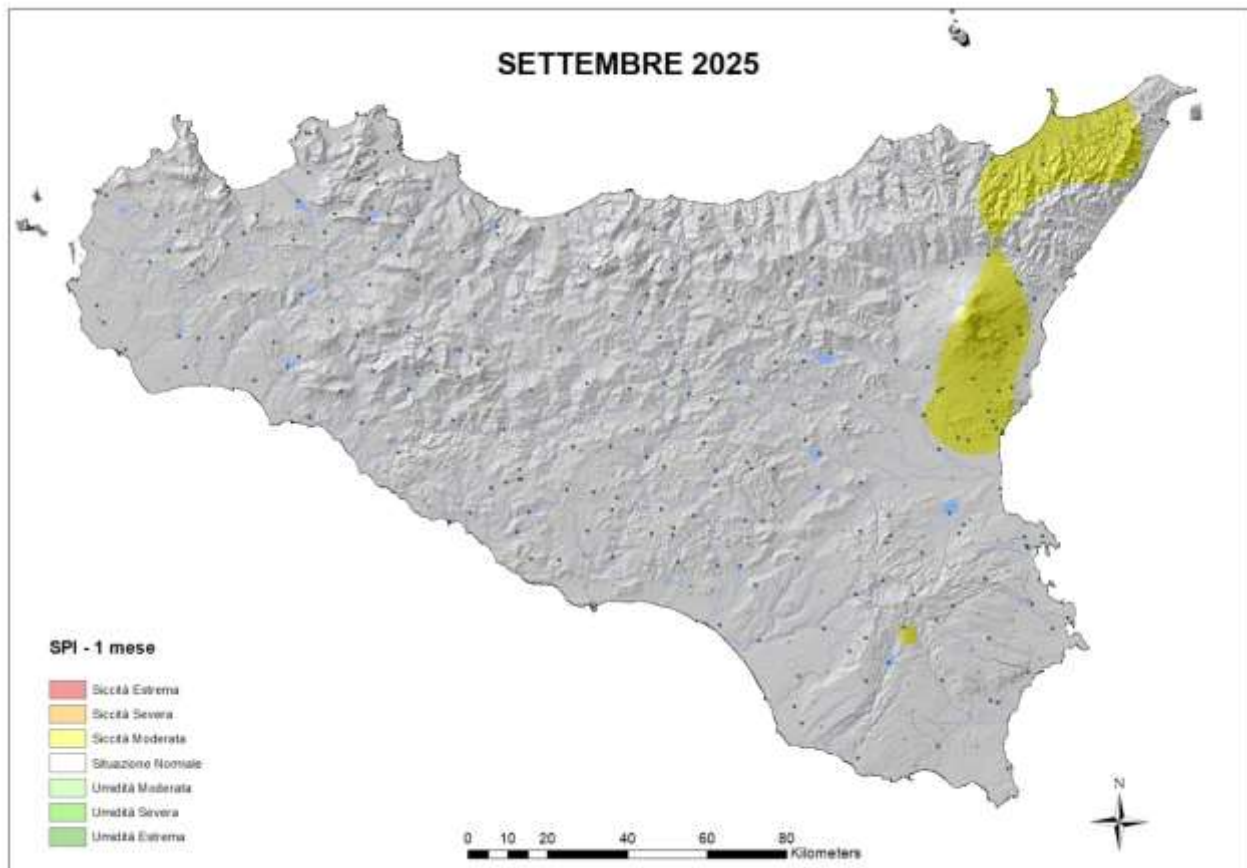 SETTEMBRE 2025
SPI - 1 mese
Siccità Estrema
Siccità Severa
Siccità Moderata
Situazione Normale
Umidità Moderata
Umidità Severa
Umidità Estrema
0 10 20 40 60 80
Kilometers
N